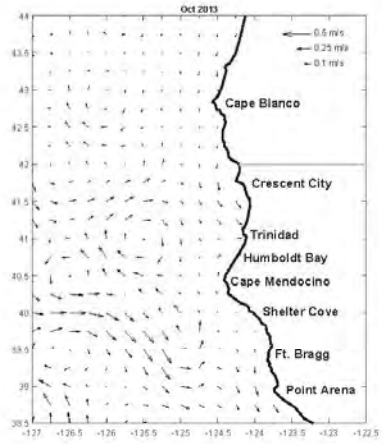 Oct 2013
44
0.5 m/s
0.25 m/s
0.1 m/s
43.5
43
Cape Blanco
42.5
42
Crescent City
41.5
Trinidad
41
Humboldt Bay
40.5
Cape Mendocino
Shelter Cove
40
39.5
Ft. Bragg
39
Point Arena
38.5
-127 -126.5 -126 -125.5 -125 -124.5 -124 -123.5 -123 -122.5